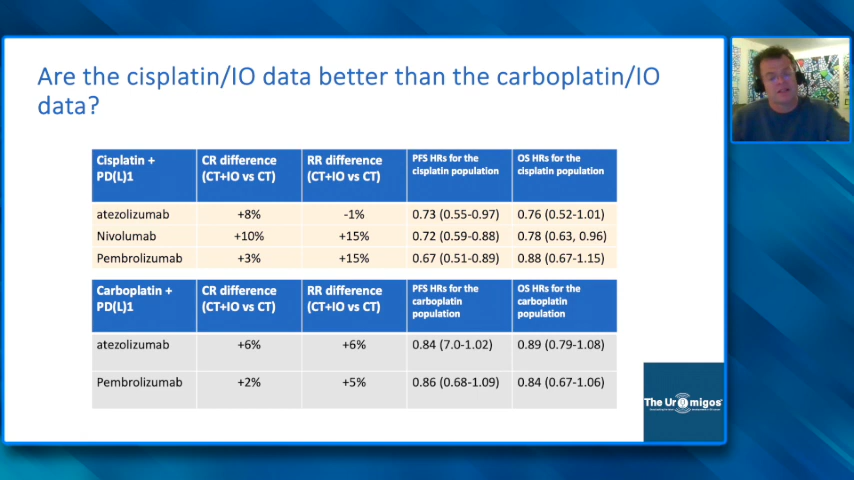 Are the cisplatin/IO data better than the carboplatin/IO
data?
Cisplatin + PD(L)1 CR difference (CT+IO vs CT) RR difference (CT+IO vs CT) PFS HRs for the cisplatin population OS HRs for the cisplatin population
atezolizumab +8% -1% 0.73 (0.55-0.97) 0.76 (0.52-1.01)
Nivolumab +10% +15% 0.72 (0.59-0.88) 0.78 (0.63, 0.96)
Pembrolizumab +3% +15% 0.67 (0.51-0.89) 0.88 (0.67-1.15)
Carboplatin + PD(L)1 CR difference (CT+IO vs CT) RR difference (CT+IO vs CT) PFS HRs for the carboplatin population OS HRs for the carboplatin population
atezolizumab +6% +6% 0.84 (7.0-1.02) 0.89 (0.79-1.08)
Pembrolizumab +2% +5% 0.86 (0.68-1.09) 0.84 (0.67-1.06)
The Uromigos